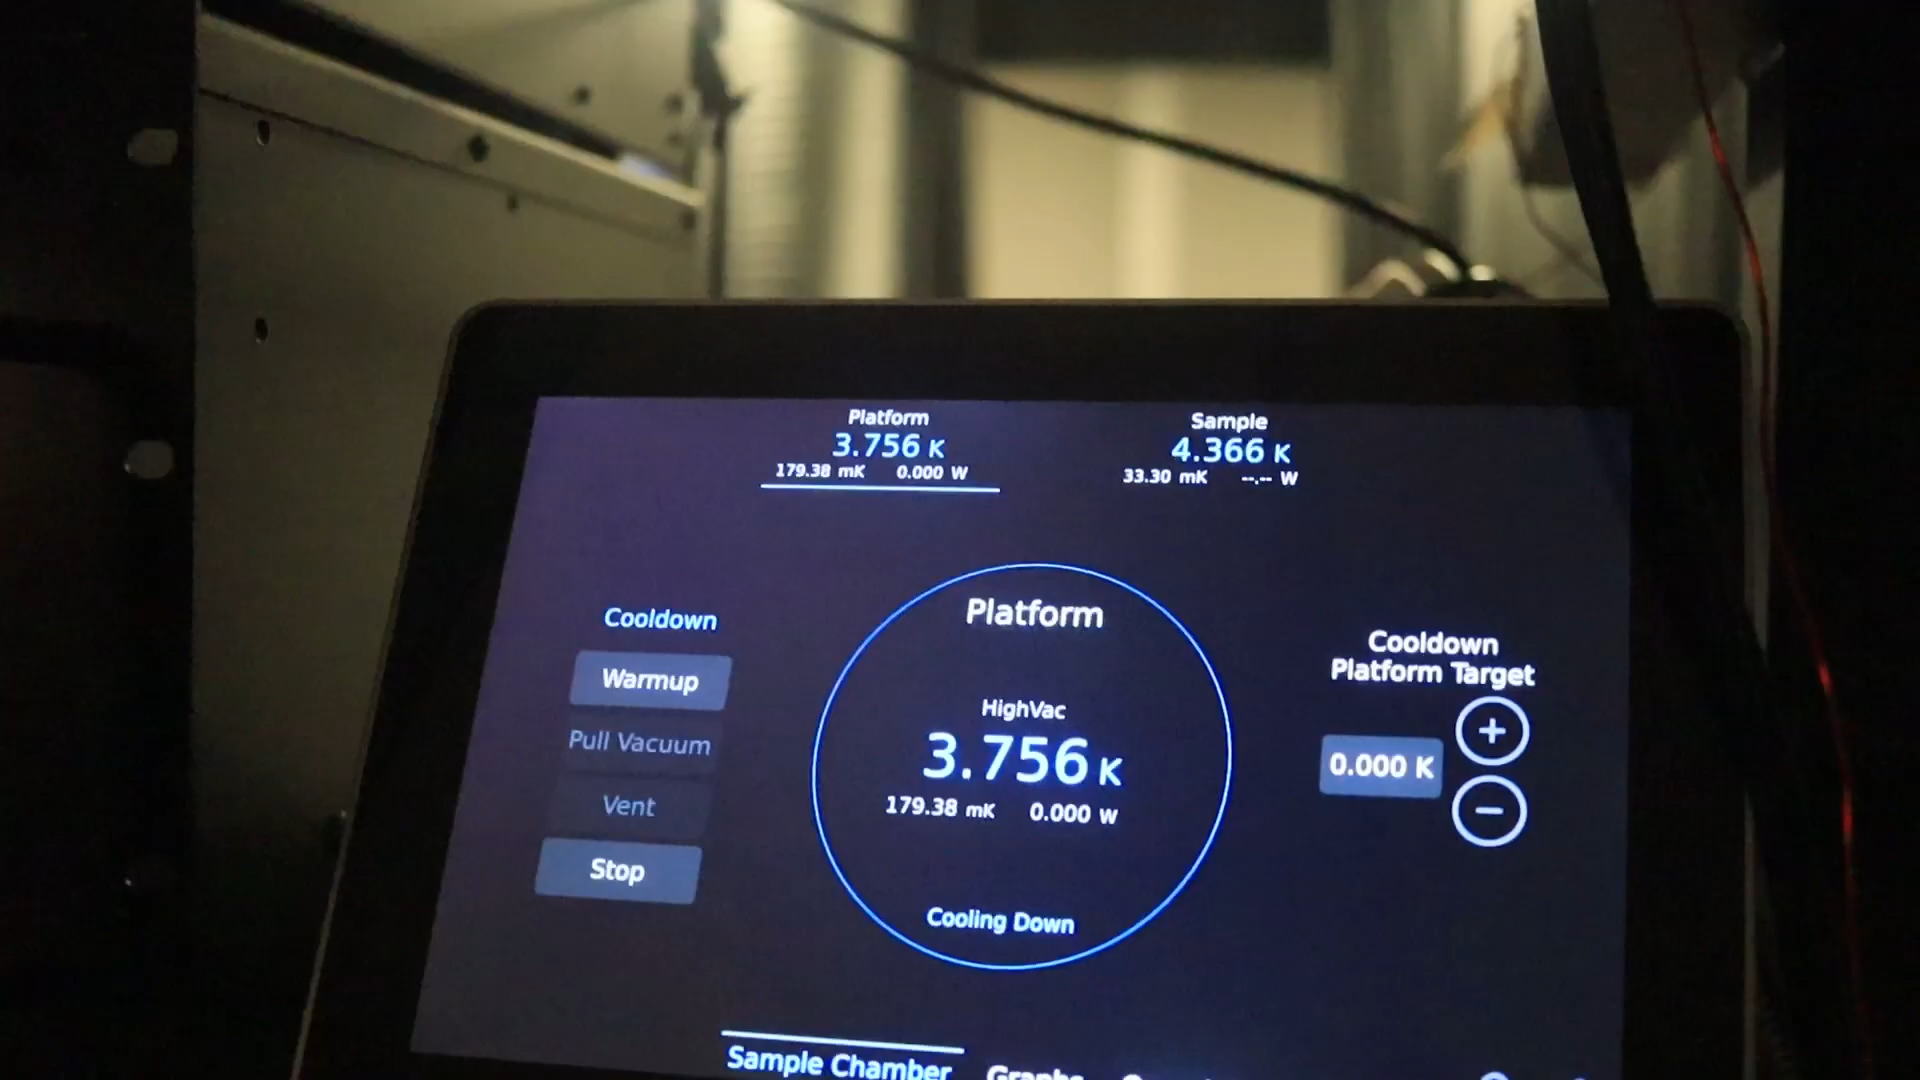 Platform
3.756 K
179.38 mK 0.000 W
Sample
4.366 K
33.30 mK --.-- W
Cooldown
Warmup
Pull Vacuum
Vent
Stop
Platform
HighVac
3.756 K
179.38 mK 0.000 W
Cooling Down
Cooldown
Platform Target
0.000 K
+
−
Sample Chamber
Graphs